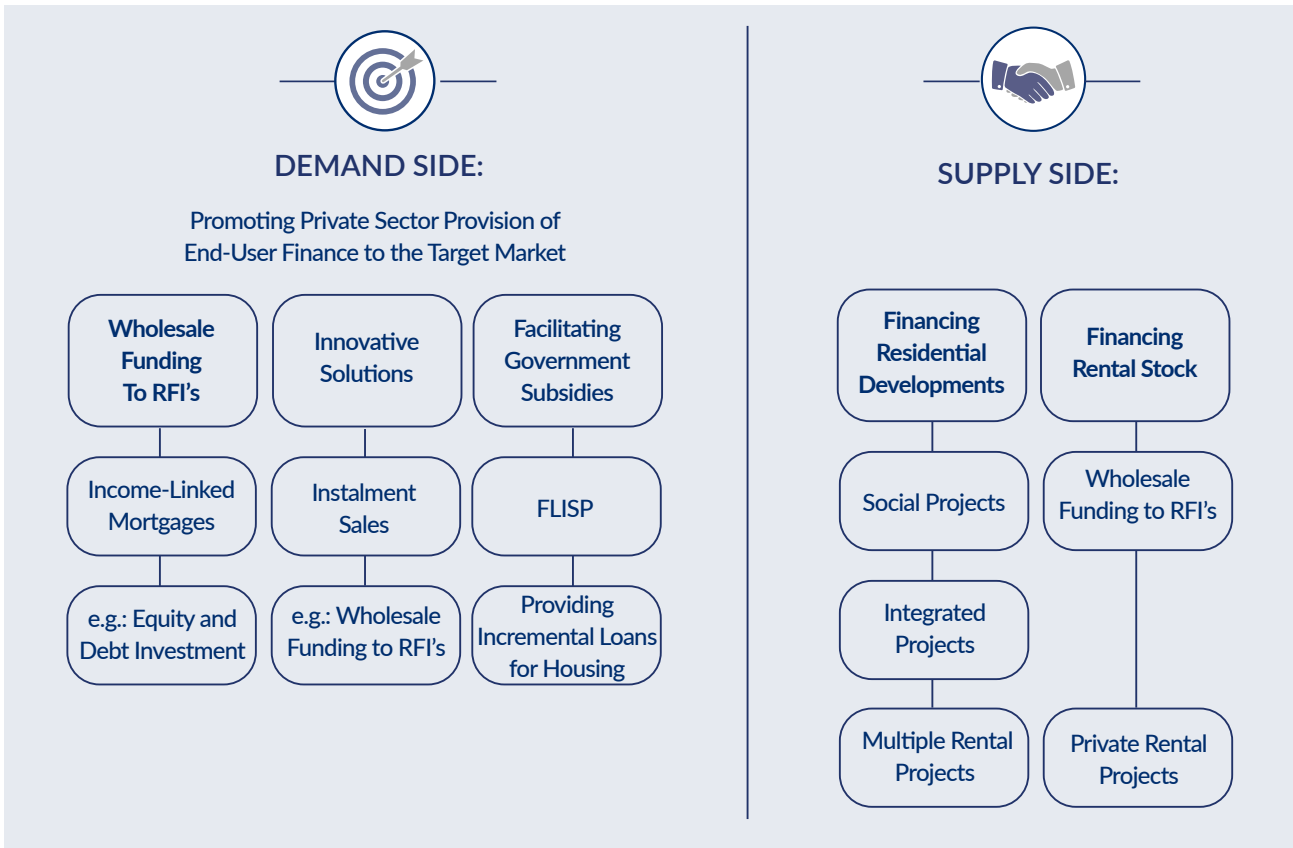 DEMAND SIDE:
Promoting Private Sector Provision of
End-User Finance to the Target Market
Wholesale
Funding
To RFI's
Income-Linked
Mortgages
e.g.: Equity and
Debt Investment
Innovative
Solutions
Instalment
Sales
e.g.: Wholesale
Funding to RFI's
Facilitating
Government
Subsidies
FLISP
Providing
Incremental Loans
for Housing
SUPPLY SIDE:
Financing
Residential
Developments
Social Projects
Integrated
Projects
Multiple Rental
Projects
Financing
Rental Stock
Wholesale
Funding to RFI's
Private Rental
Projects